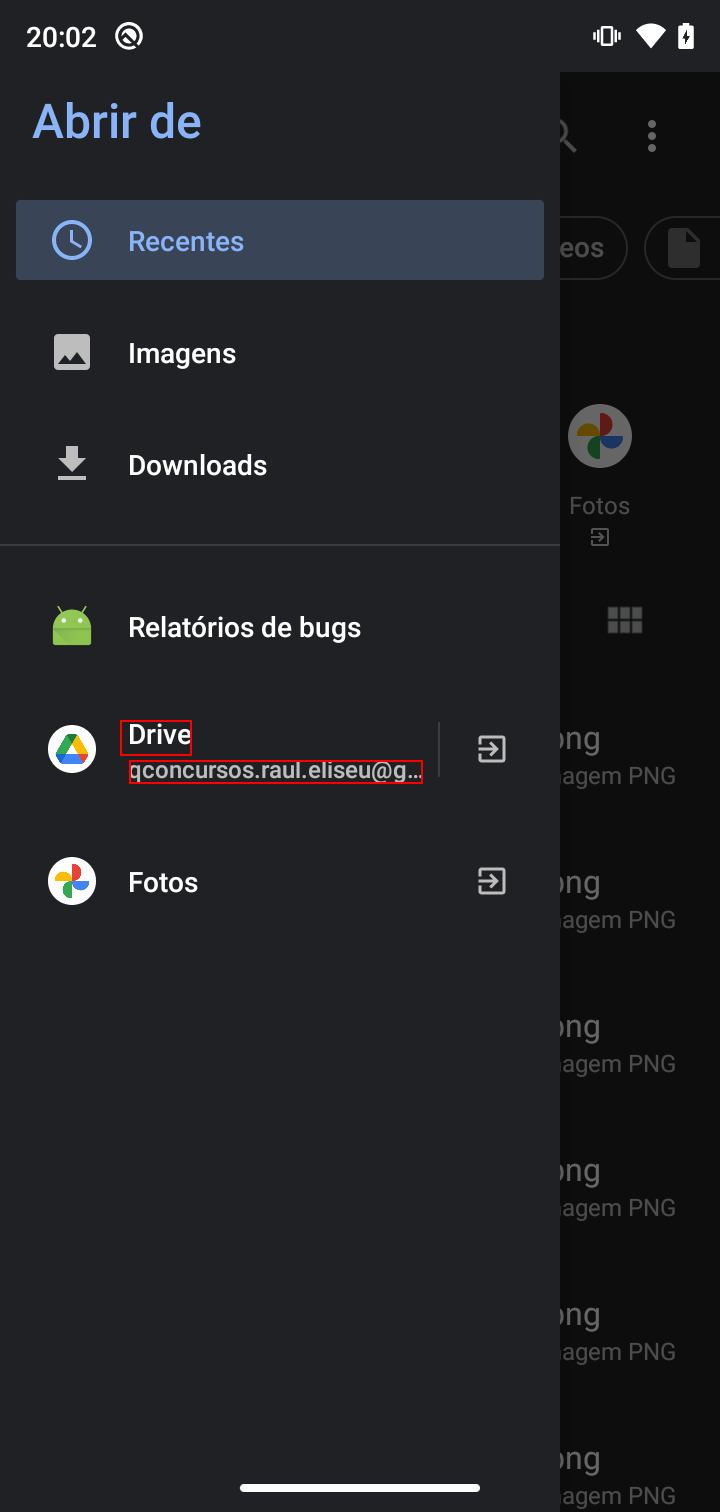 20:02
Abrir de
Recentes
eos
Imagens
Downloads
Fotos
Relatórios de bugs
Drive
qconcursos.raul.eliseu@g…
png
agem PNG
Fotos
png
agem PNG
png
agem PNG
png
agem PNG
png
agem PNG
png
agem PNG